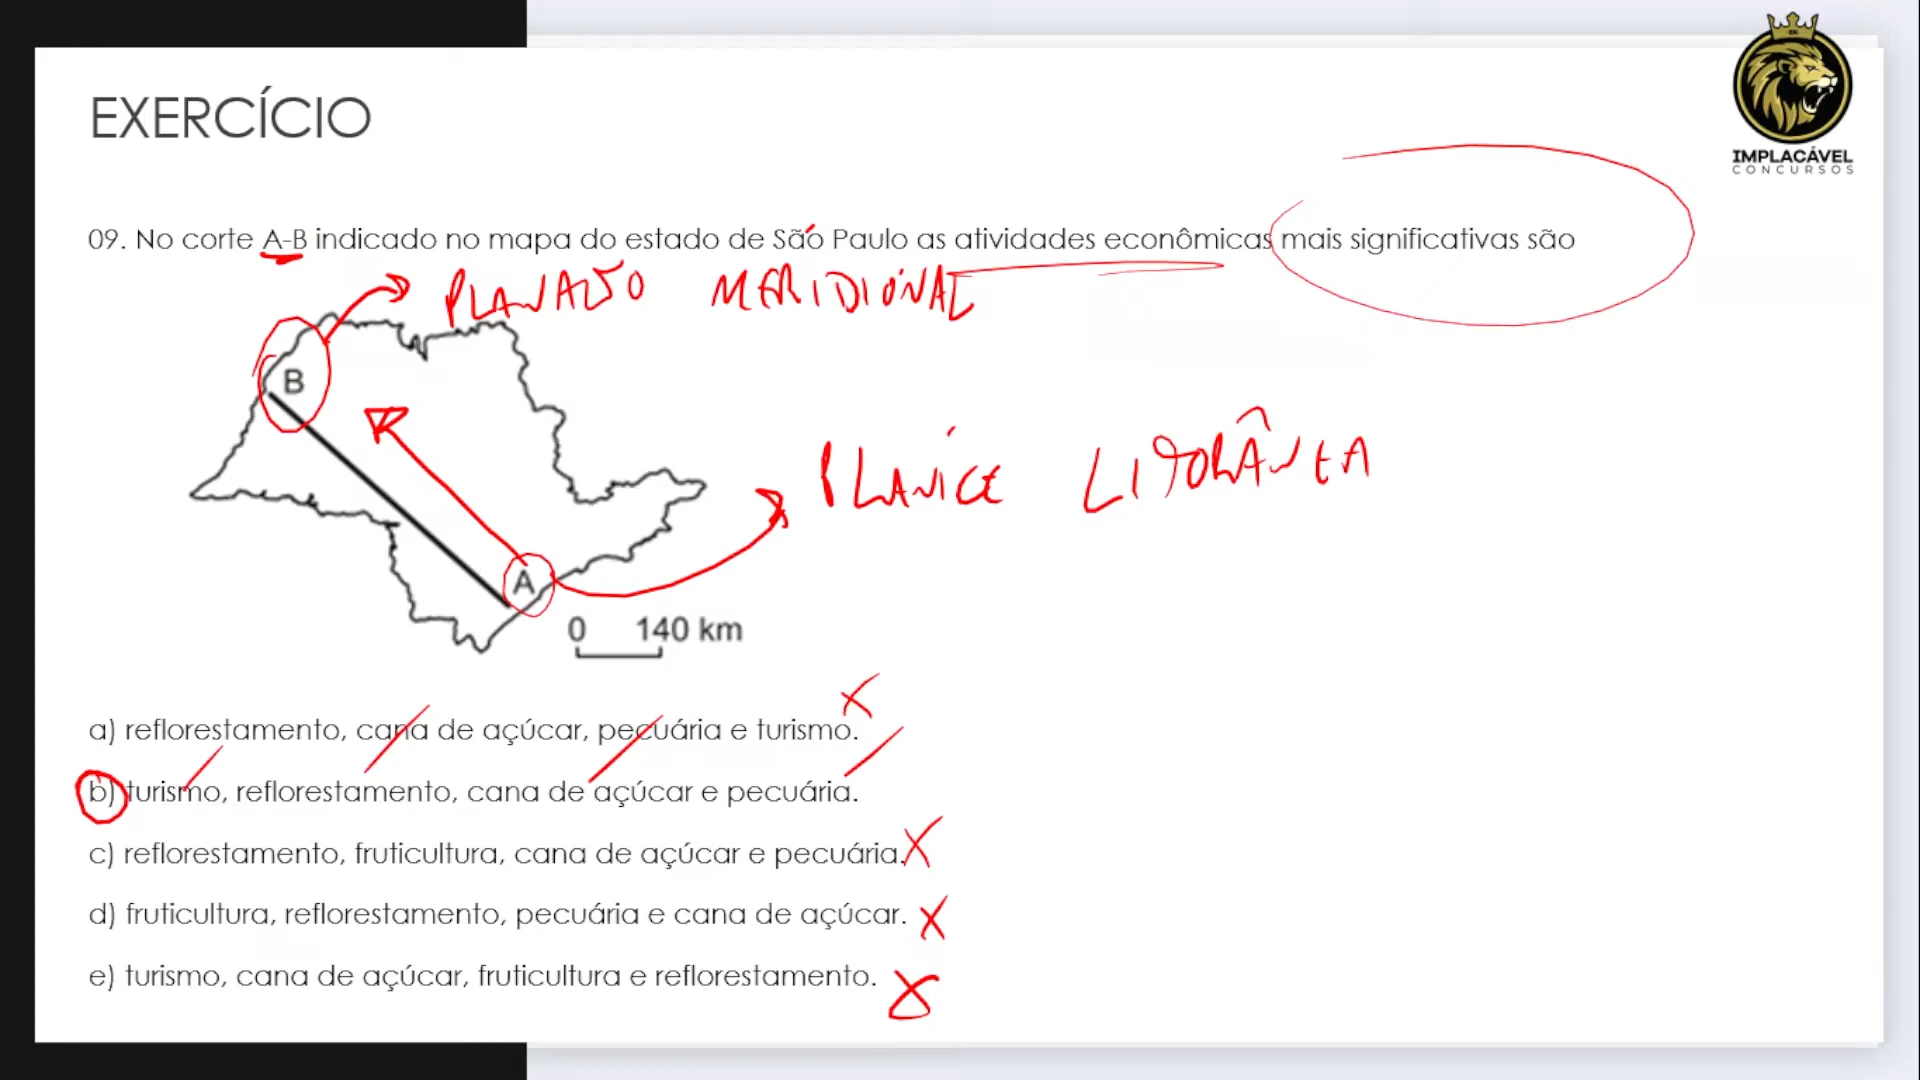 EXERCÍCIO
IMPLACÁVEL
CONCURSOS
09. No corte A-B indicado no mapa do estado de São Paulo as atividades econômicas mais significativas são
PLANALTO MERIDIONAL
B
PLANÍCE LITORÂNEA
A
0 140 km
a) reflorestamento, cana de açúcar, pecuária e turismo.
b) turismo, reflorestamento, cana de açúcar e pecuária.
c) reflorestamento, fruticultura, cana de açúcar e pecuária.
d) fruticultura, reflorestamento, pecuária e cana de açúcar.
e) turismo, cana de açúcar, fruticultura e reflorestamento.